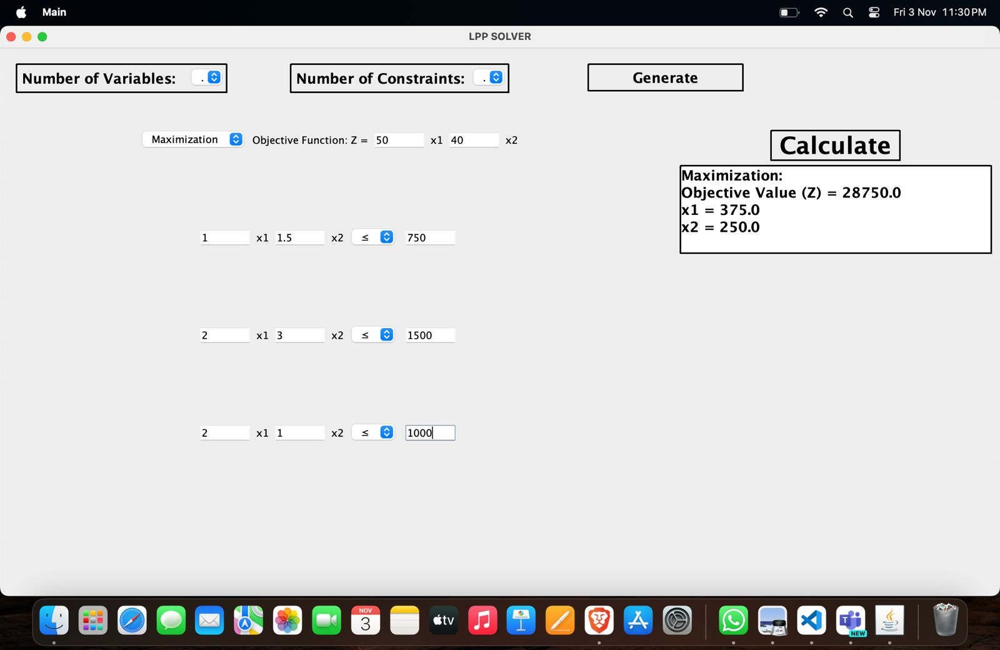 Main
Fri 3 Nov 11:30 PM
LPP SOLVER
Number of Variables: .
Number of Constraints: .
Generate
Maximization Objective Function: Z = 50 x1 40 x2
Calculate
Maximization:
Objective Value (Z) = 28750.0
x1 = 375.0
x2 = 250.0
1 x1 1.5 x2 ≤ 750
2 x1 3 x2 ≤ 1500
2 x1 1 x2 ≤ 1000
NOV
3
tv
T
NEW